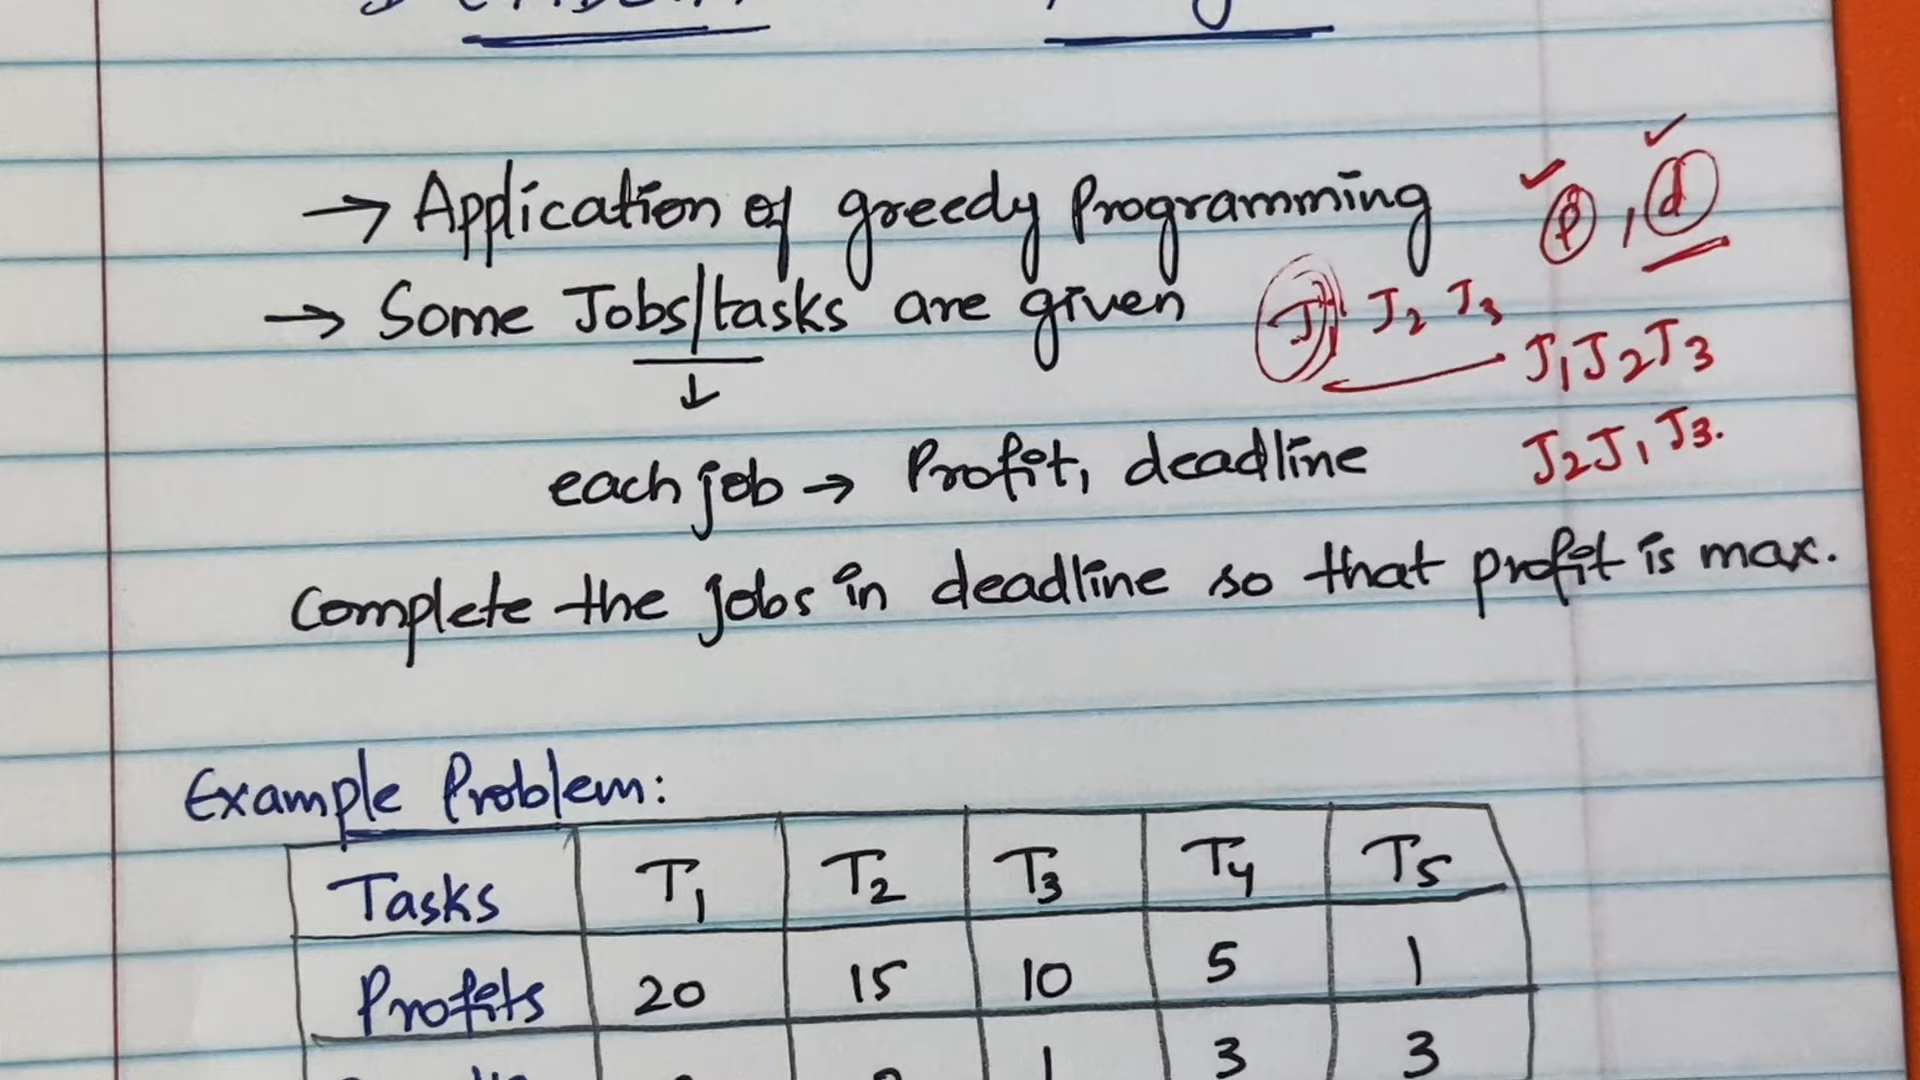 → Application of greedy Programming
p, d
→ Some Jobs/tasks are given
J1 J2 J3
J1 J2 J3
↓
each job → Profit, deadline
J2 J1 J3.
Complete the jobs in deadline so that profit is max.
Example Problem:
Tasks T1 T2 T3 T4 T5
Profits 20 15 10 5 1
1 3 3